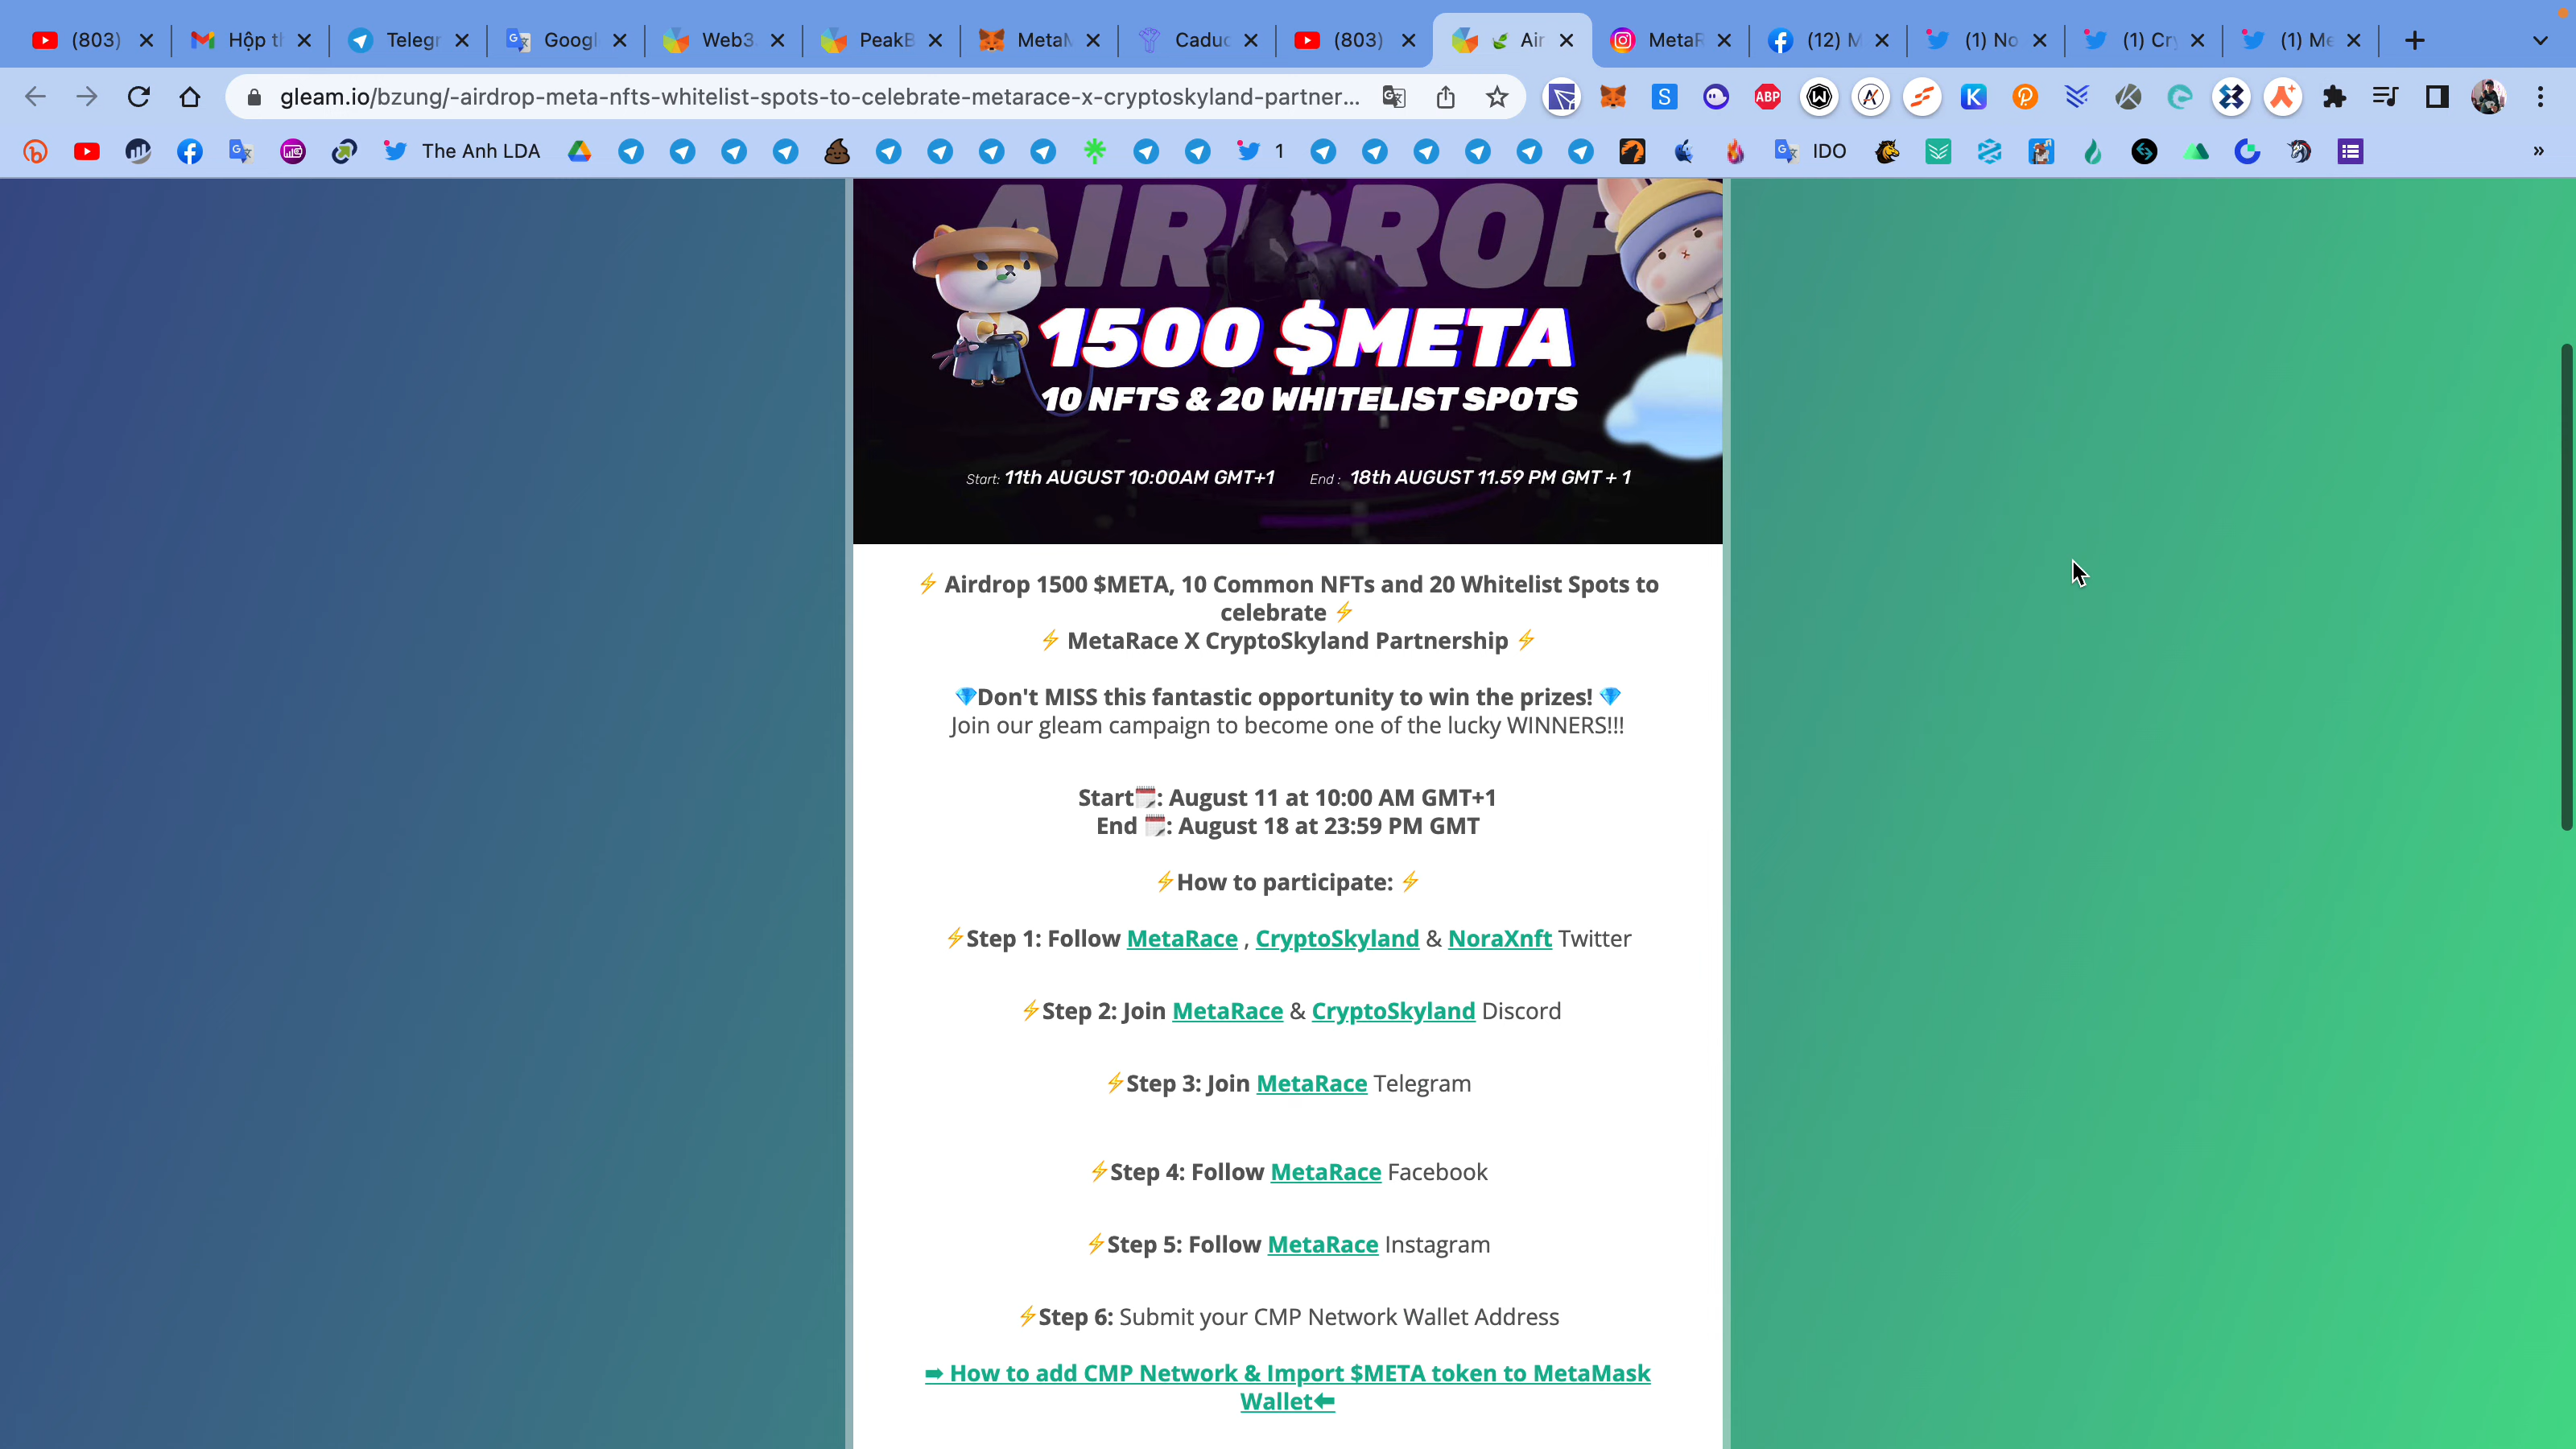 (803)
Hộp t
Telegr
Googl
Web3
PeakB
MetaM
Caduc
(803)
Air
MetaR
(12) M
(1) No
(1) Cr
(1) Me
gleam.io/bzung/-airdrop-meta-nfts-whitelist-spots-to-celebrate-metarace-x-cryptoskyland-partner...
ABP
The Anh LDA
1
IDO
AIRDROP
1500 $META
10 NFTS & 20 WHITELIST SPOTS
Start: 11th AUGUST 10:00AM GMT+1 End : 18th AUGUST 11.59 PM GMT + 1
⚡ Airdrop 1500 $META, 10 Common NFTs and 20 Whitelist Spots to
celebrate ⚡
⚡ MetaRace X CryptoSkyland Partnership ⚡
💎Don't MISS this fantastic opportunity to win the prizes! 💎
Join our gleam campaign to become one of the lucky WINNERS!!!
Start🗓: August 11 at 10:00 AM GMT+1
End 🗓: August 18 at 23:59 PM GMT
⚡How to participate: ⚡
⚡Step 1: Follow MetaRace , CryptoSkyland & NoraXnft Twitter
⚡Step 2: Join MetaRace & CryptoSkyland Discord
⚡Step 3: Join MetaRace Telegram
⚡Step 4: Follow MetaRace Facebook
⚡Step 5: Follow MetaRace Instagram
⚡Step 6: Submit your CMP Network Wallet Address
➡ How to add CMP Network & Import $META token to MetaMask
Wallet⬅